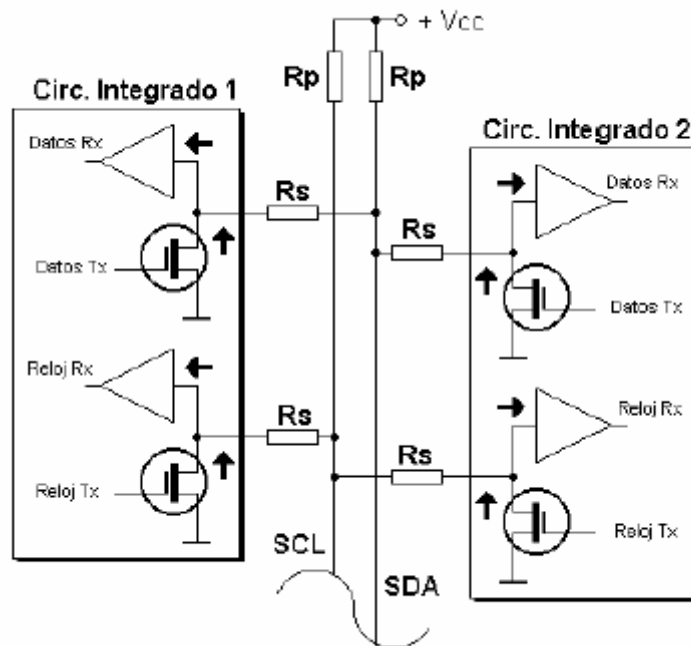 + Vcc
Rp
Rp
Circ. Integrado 1
Datos Rx
Rs
Datos Tx
Reloj Rx
Rs
Reloj Tx
Circ. Integrado 2
Datos Rx
Rs
Datos Tx
Reloj Rx
Rs
Reloj Tx
SCL
SDA